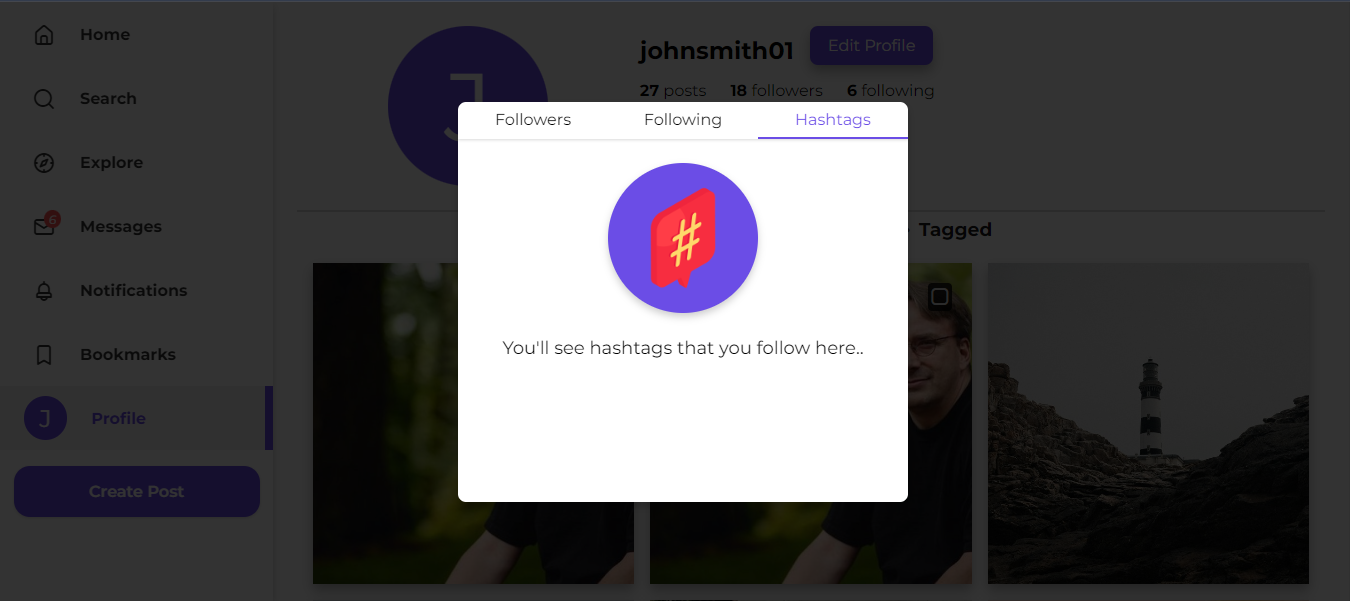 Home
Search
Explore
6
Messages
Notifications
Bookmarks
J
Profile
Create Post
J
johnsmith01
Edit Profile
27 posts 18 followers 6 following
Followers Following Hashtags
#
You'll see hashtags that you follow here..
Tagged